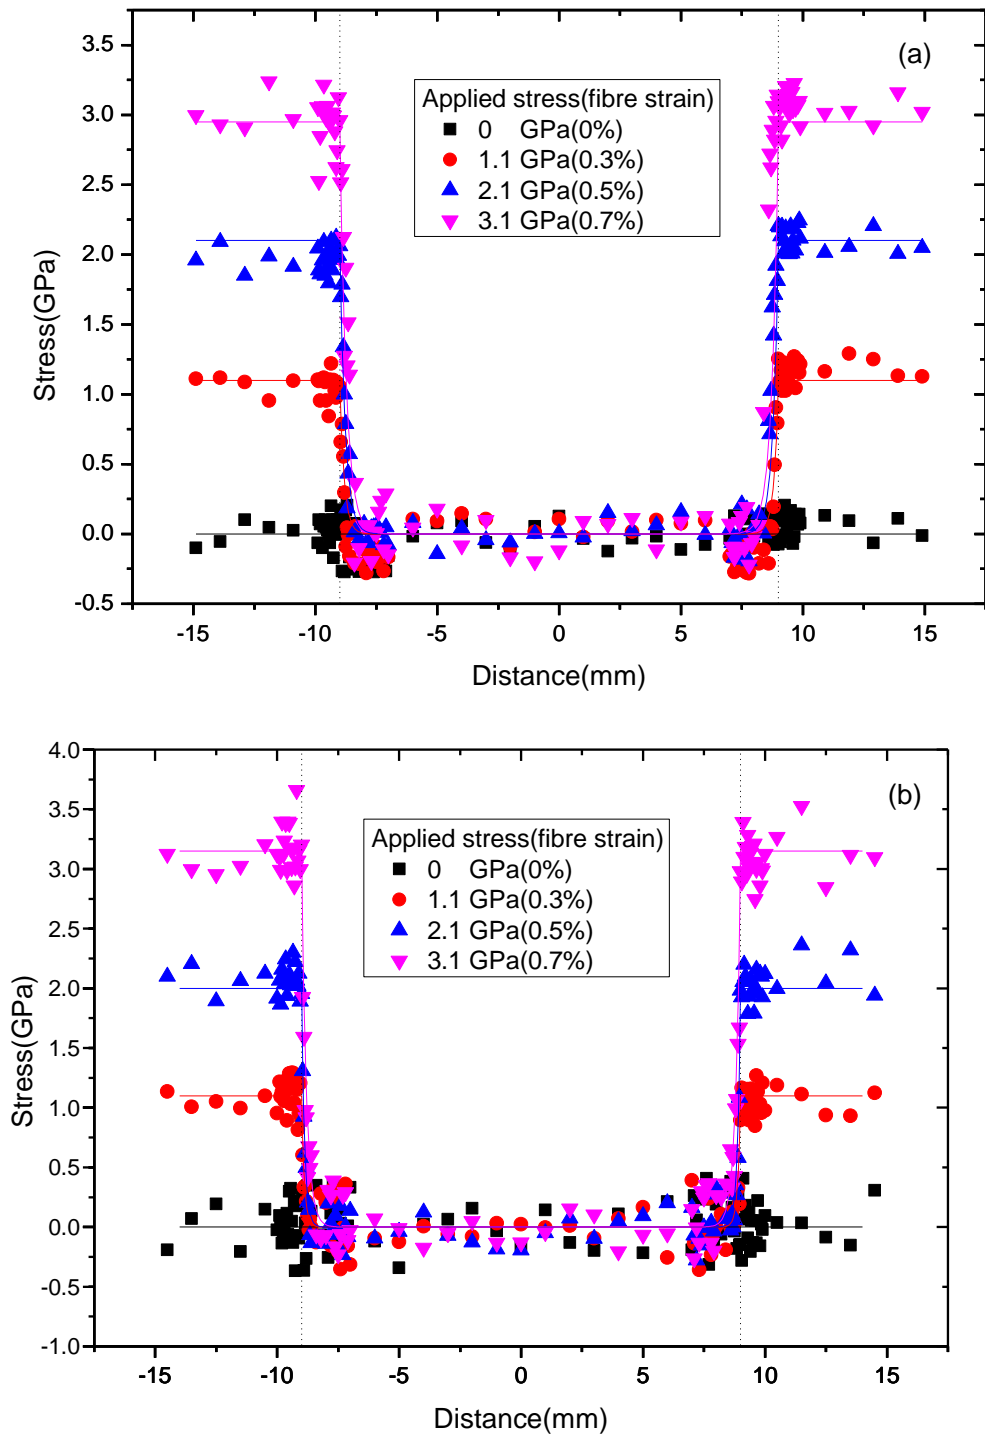 (a)
Applied stress(fibre strain)
0 GPa(0%)
1.1 GPa(0.3%)
2.1 GPa(0.5%)
3.1 GPa(0.7%)
Stress(GPa)
3.5
3.0
2.5
2.0
1.5
1.0
0.5
0.0
-0.5
-15 -10 -5 0 5 10 15
Distance(mm)
(b)
Applied stress(fibre strain)
0 GPa(0%)
1.1 GPa(0.3%)
2.1 GPa(0.5%)
3.1 GPa(0.7%)
Stress(GPa)
4.0
3.5
3.0
2.5
2.0
1.5
1.0
0.5
0.0
-0.5
-1.0
-15 -10 -5 0 5 10 15
Distance(mm)